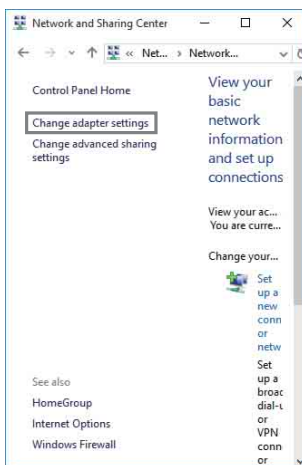 Network and Sharing Center
« Net... › Network...
Control Panel Home
Change adapter settings
Change advanced sharing
settings
See also
HomeGroup
Internet Options
Windows Firewall
View your
basic
network
information
and set up
connections
View your ac...
You are curre...
Change your...
Set
up a
new
conn
or
netw
Set
up a
broad
dial-u
or
VPN
conn
or